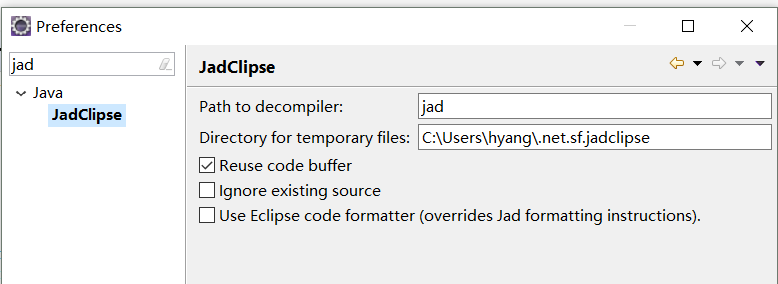 Preferences
jad
Java
JadClipse
JadClipse
Path to decompiler: jad
Directory for temporary files: C:\Users\hyang\.net.sf.jadclipse
Reuse code buffer
Ignore existing source
Use Eclipse code formatter (overrides Jad formatting instructions).